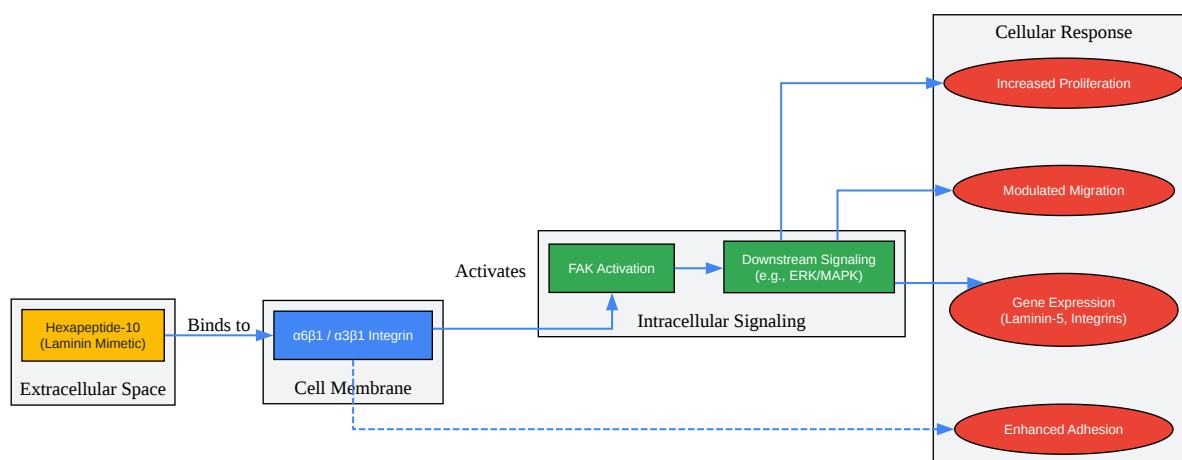 Cellular Response
Increased Proliferation
Modulated Migration
Activates
FAK Activation
Downstream Signaling
(e.g., ERK/MAPK)
Intracellular Signaling
Gene Expression
(Laminin-5, Integrins)
Hexapeptide-10
(Laminin Mimetic)
Binds to
α6β1 / α3β1 Integrin
Extracellular Space
Cell Membrane
Enhanced Adhesion